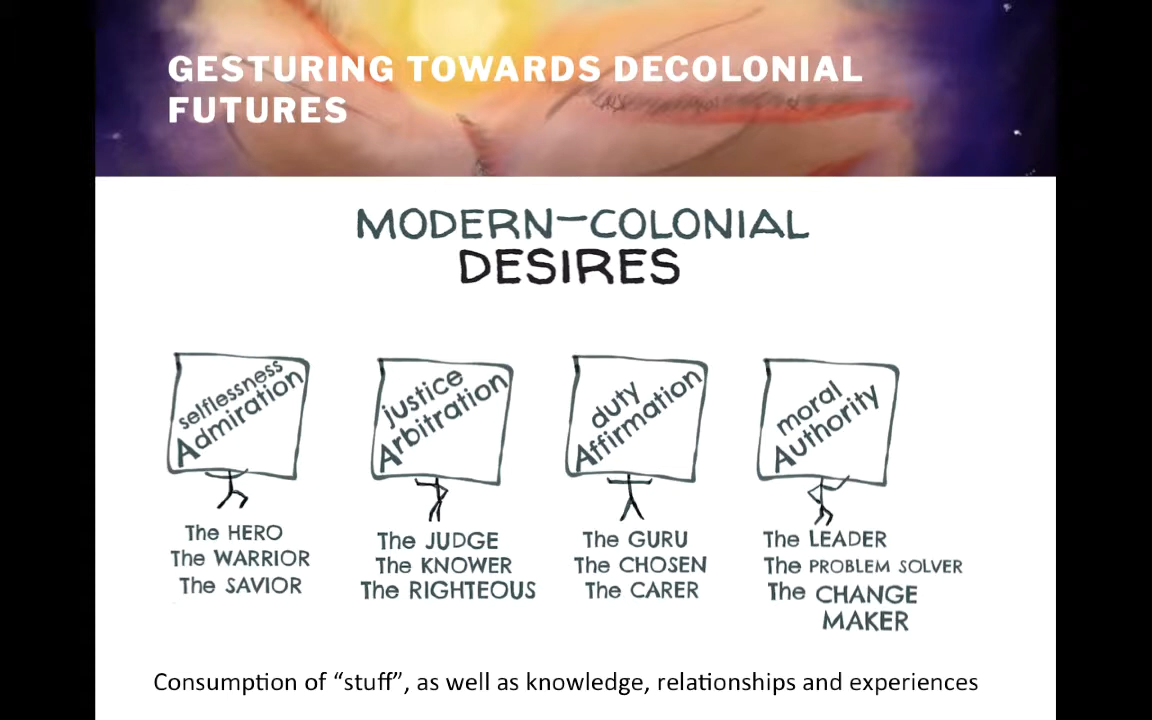 GESTURING TOWARDS DECOLONIAL
FUTURES
MODERN–COLONIAL
DESIRES
selflessness
Admiration
The HERO
The WARRIOR
The SAVIOR
justice
Arbitration
The JUDGE
The KNOWER
The RIGHTEOUS
duty
Affirmation
The GURU
The CHOSEN
The CARER
moral
Authority
The LEADER
The PROBLEM SOLVER
The CHANGE
MAKER
Consumption of “stuff”, as well as knowledge, relationships and experiences